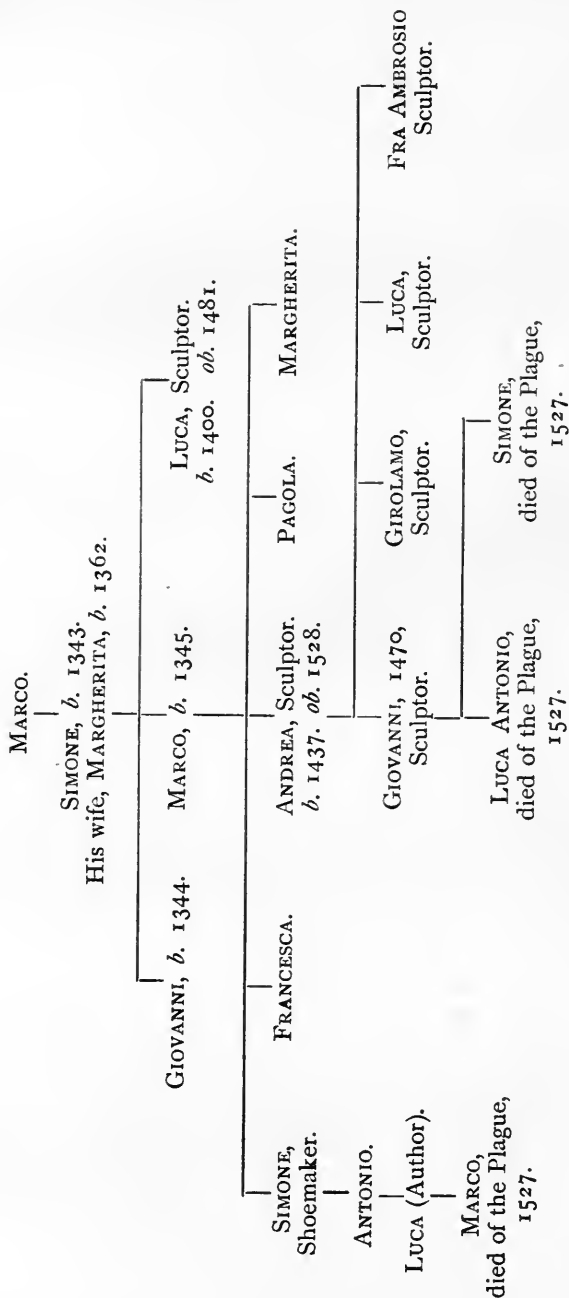 MARCO.
SIMONE, b. 1343.
His wife, MARGHERITA, b. 1362.
GIOVANNI, b. 1344.
MARCO, b. 1345.
LUCA, Sculptor.
b. 1400. ob. 1481.
SIMONE,
Shoemaker.
FRANCESCA.
ANDREA, Sculptor.
b. 1437. ob. 1528.
PAGOLA.
MARGHERITA.
ANTONIO.
LUCA (Author).
MARCO,
died of the Plague,
1527.
GIOVANNI, 1470,
Sculptor.
GIROLAMO,
Sculptor.
LUCA,
Sculptor.
FRA AMBROSIO
Sculptor.
LUCA ANTONIO,
died of the Plague,
1527.
SIMONE,
died of the Plague,
1527.